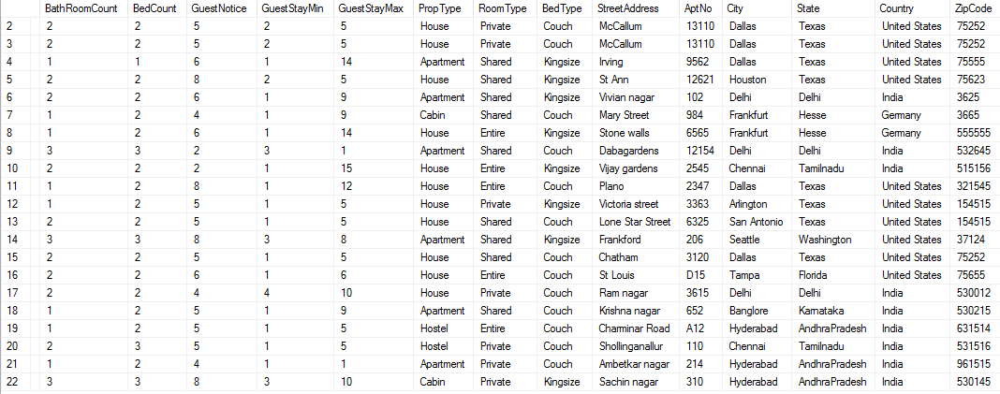 BathRoomCount BedCount GuestNotice GuestStayMin GuestStayMax PropType RoomType BedType StreetAddress AptNo City State Country ZipCode
2 2 2 5 2 5 House Private Couch McCallum 13110 Dallas Texas United States 75252
3 2 2 5 2 5 House Private Couch McCallum 13110 Dallas Texas United States 75252
4 1 1 6 1 14 Apartment Shared Kingsize Irving 9562 Dallas Texas United States 75555
5 2 2 8 2 5 House Shared Kingsize St Ann 12621 Houston Texas United States 75623
6 2 2 6 1 9 Apartment Shared Kingsize Vivian nagar 102 Delhi Delhi India 3625
7 1 2 4 1 9 Cabin Shared Couch Mary Street 984 Frankfurt Hesse Germany 3665
8 1 2 6 1 14 House Entire Kingsize Stone walls 6565 Frankfurt Hesse Germany 555555
9 3 3 2 3 1 Apartment Shared Couch Dabagardens 12154 Delhi Delhi India 532645
10 2 2 2 1 15 House Entire Kingsize Vijay gardens 2545 Chennai Tamilnadu India 515156
11 1 2 8 1 12 House Entire Couch Plano 2347 Dallas Texas United States 321545
12 1 2 5 1 5 House Private Kingsize Victoria street 3363 Arlington Texas United States 154515
13 2 2 5 1 5 House Shared Couch Lone Star Street 6325 San Antonio Texas United States 154515
14 3 3 8 3 8 Apartment Shared Kingsize Frankford 206 Seattle Washington United States 37124
15 2 2 5 1 5 House Shared Couch Chatham 3120 Dallas Texas United States 75252
16 2 2 6 1 6 House Entire Couch St Louis D15 Tampa Florida United States 75655
17 2 2 4 4 10 House Private Couch Ram nagar 3615 Delhi Delhi India 530012
18 1 2 5 1 9 Apartment Shared Couch Krishna nagar 652 Banglore Karnataka India 530215
19 1 2 5 1 5 Hostel Entire Couch Charminar Road A12 Hyderabad AndhraPradesh India 631514
20 2 3 5 1 5 Hostel Private Couch Shollinganallur 110 Chennai Tamilnadu India 531516
21 1 2 4 1 1 Apartment Private Couch Ambetkar nagar 214 Hyderabad AndhraPradesh India 961515
22 3 3 8 3 10 Cabin Private Kingsize Sachin nagar 310 Hyderabad AndhraPradesh India 530145